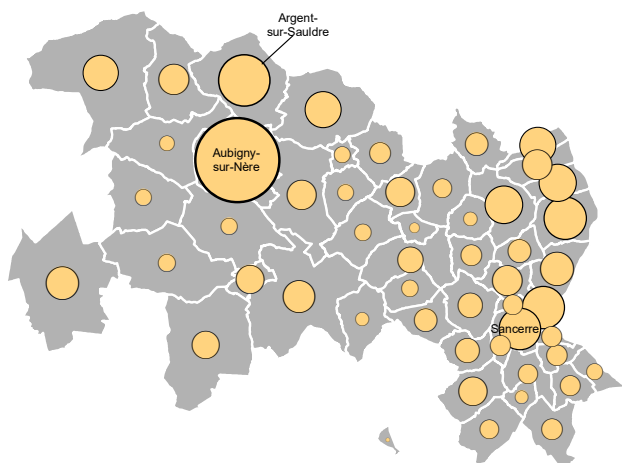 Argent-
sur-Sauldre
Aubigny-
sur-Nère
Sancerre